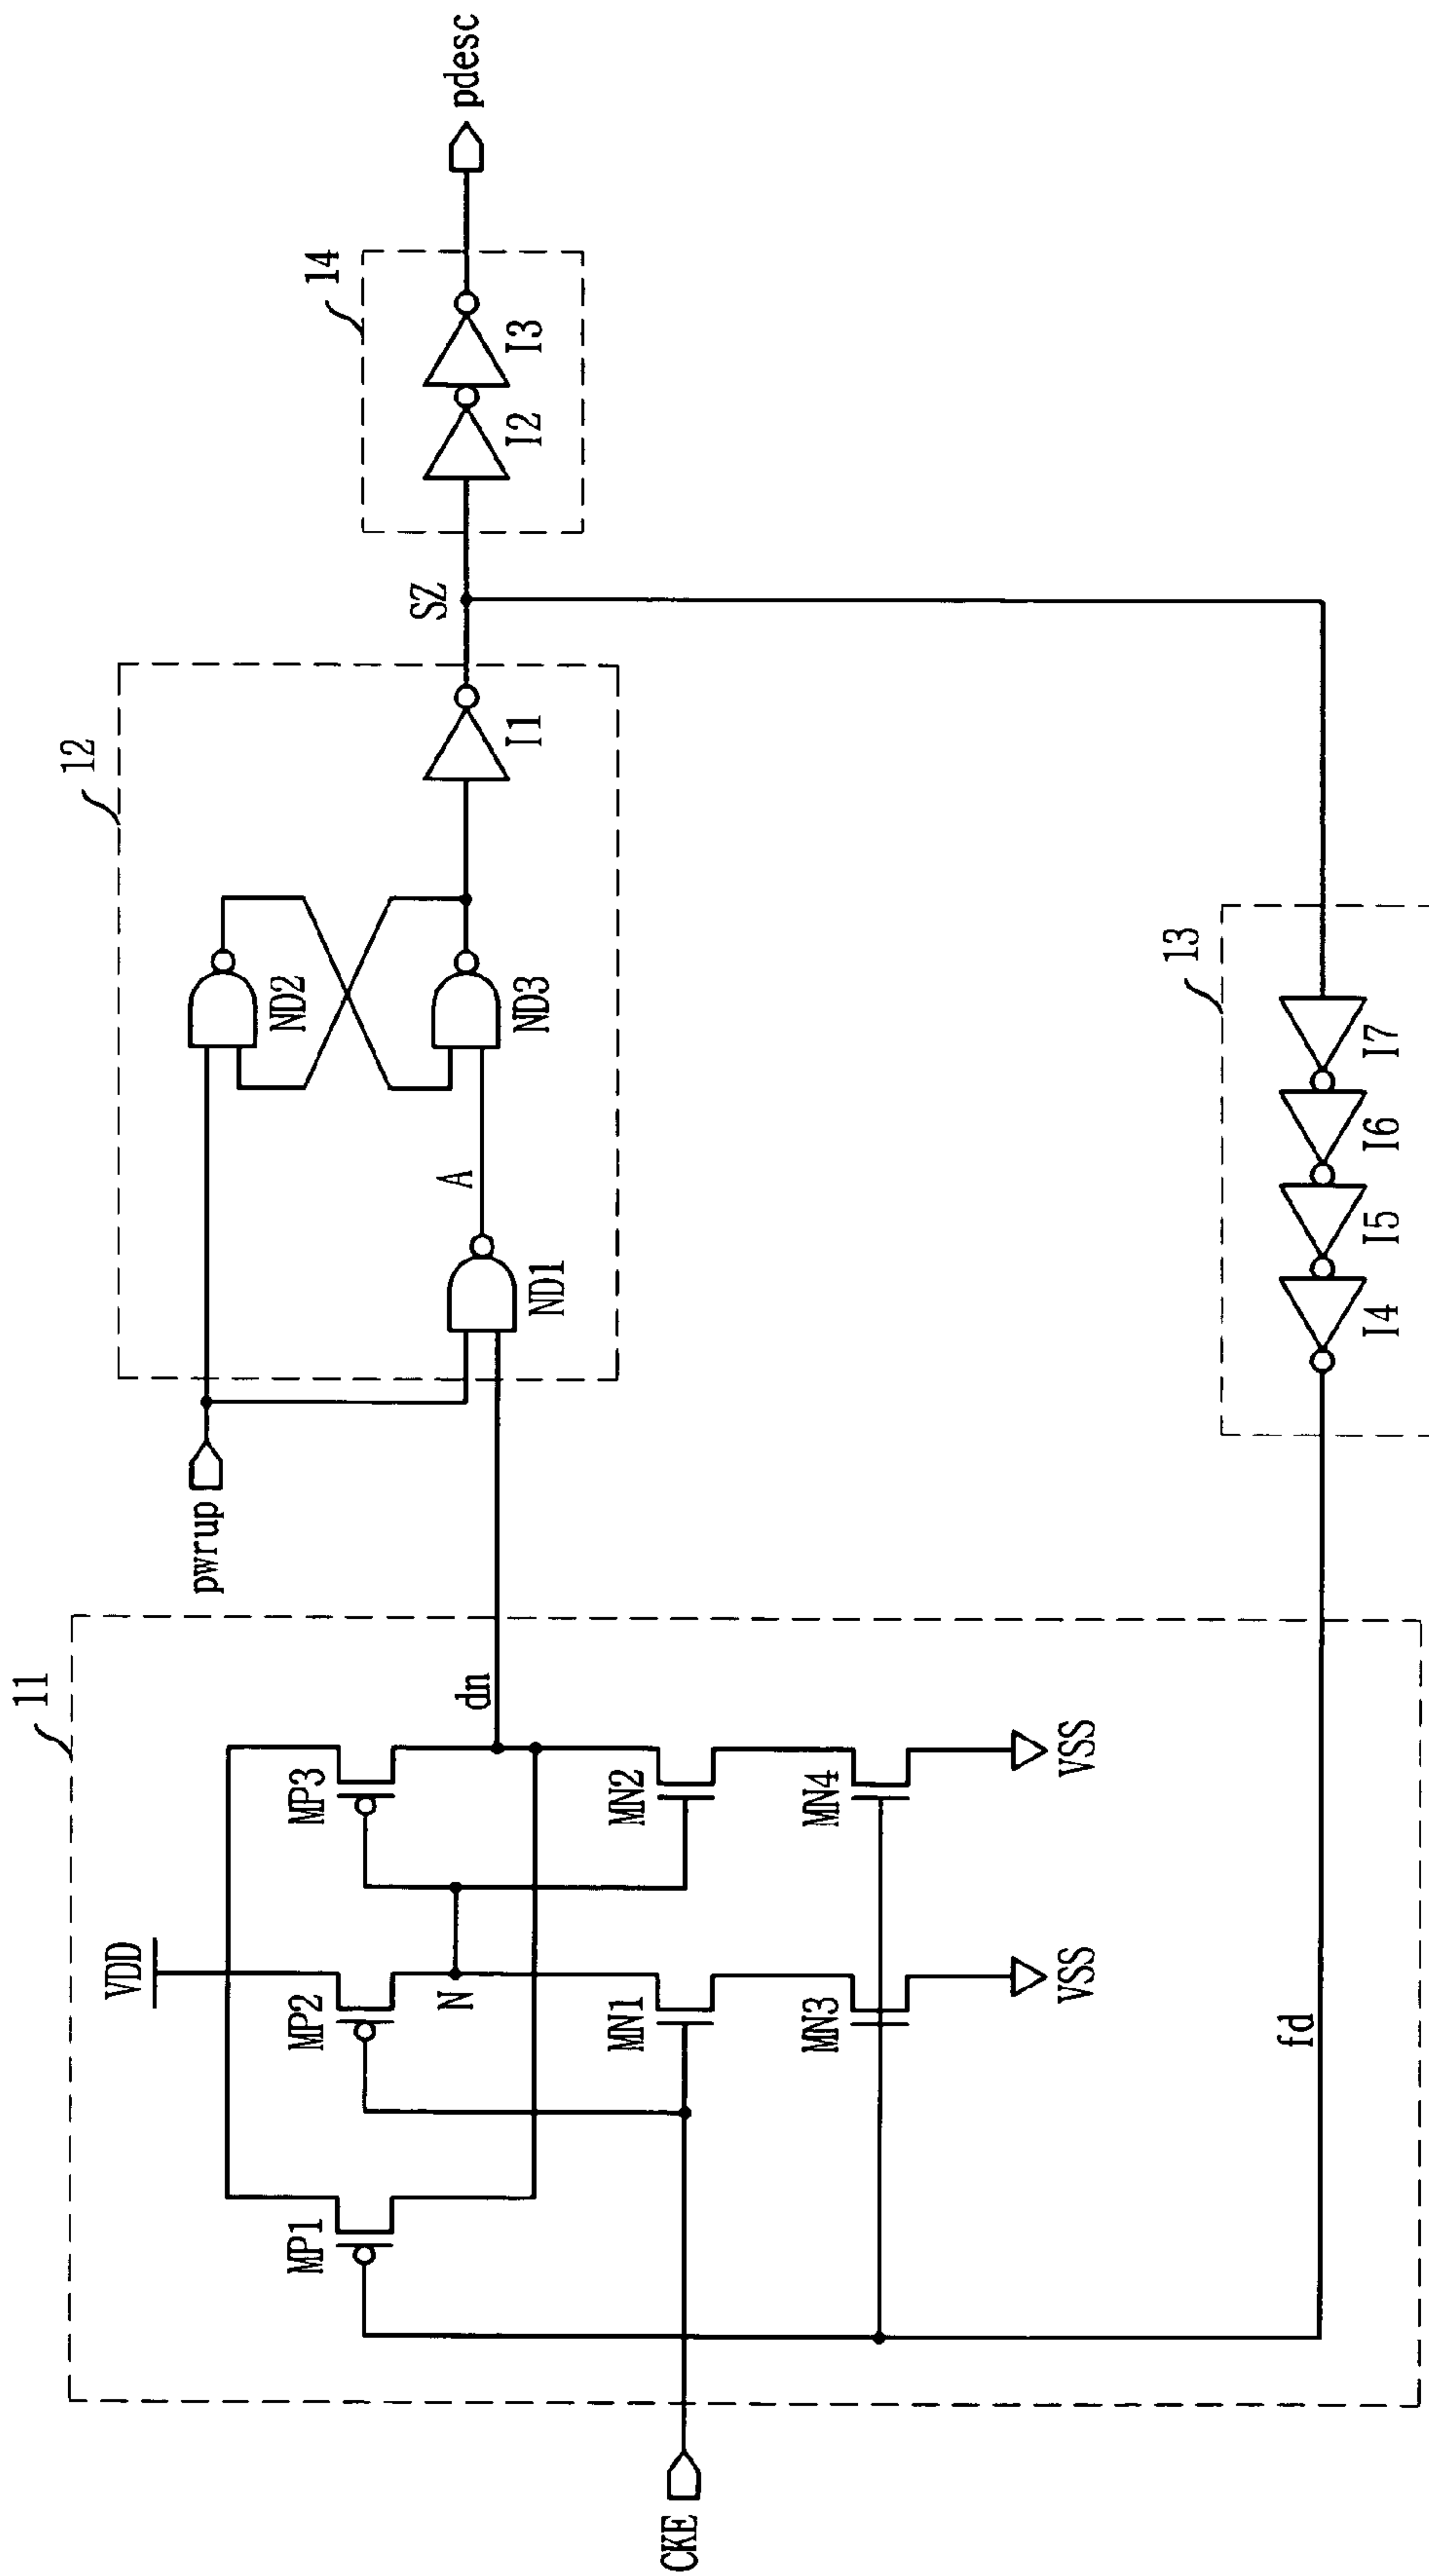 11
VDD
MP1
MP2
MP3
N
dn
MN1
MN2
MN3
MN4
VSS
VSS
CKE
fd
pwrup
12
ND1
A
ND2
ND3
I1
SZ
14
I2
I3
pdesc
13
I4
I5
I6
I7